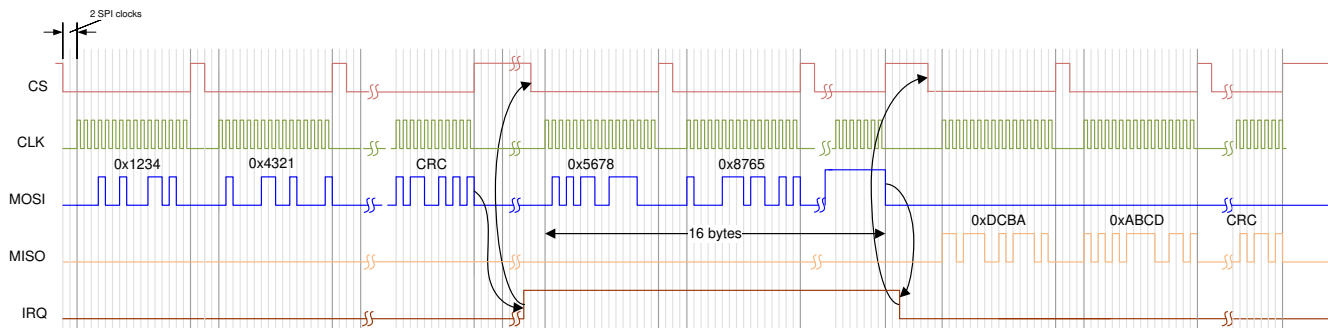 2 SPI clocks
CS
CLK
0x1234 0x4321 CRC 0x5678 0x8765
MOSI
0xDCBA 0xABCD CRC
16 bytes
MISO
IRQ